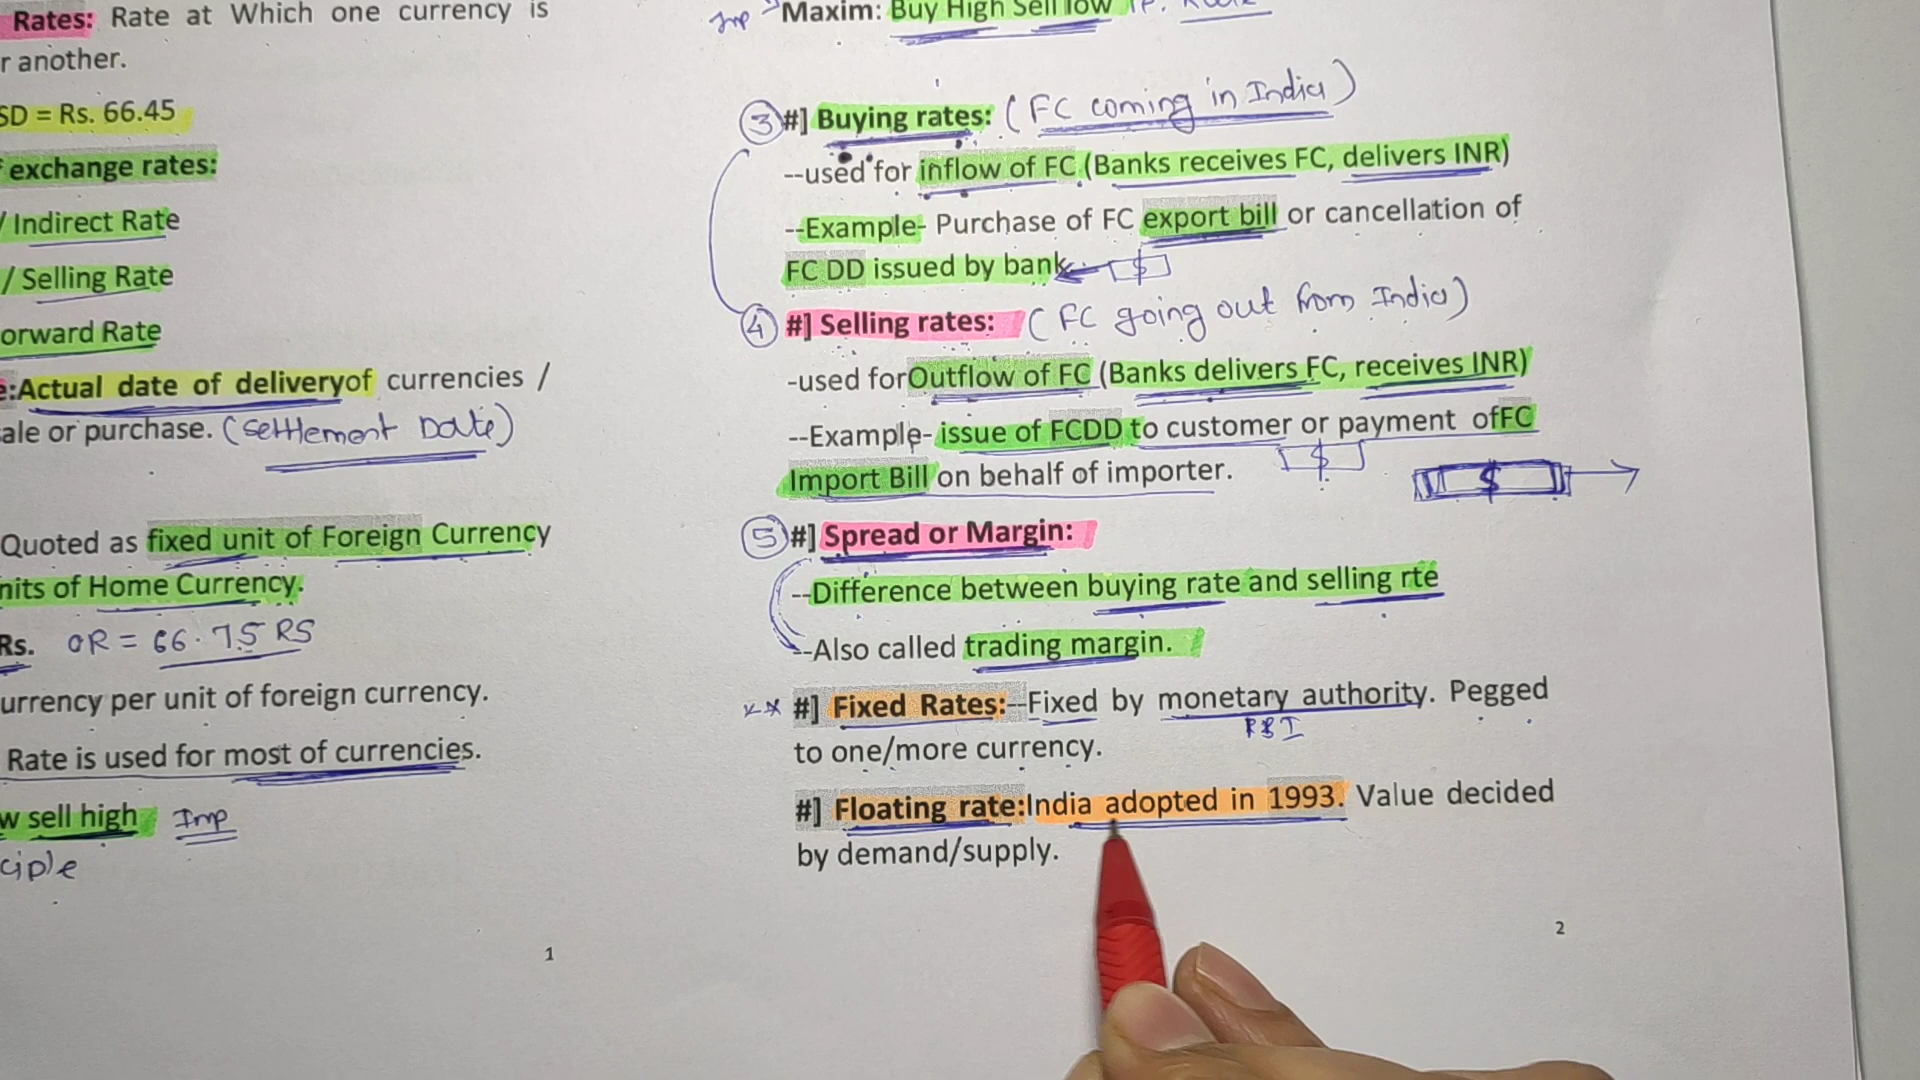 Rates: Rate at Which one currency is
r another.
SD = Rs. 66.45
exchange rates:
/ Indirect Rate
/ Selling Rate
orward Rate
e:Actual date of deliveryof currencies /
ale or purchase. (settlement Date)
Quoted as fixed unit of Foreign Currency
nits of Home Currency.
Rs. OR = 66.75 RS
urrency per unit of foreign currency.
Rate is used for most of currencies.
w sell high Imp
ciple
1
Imp Maxim: Buy High Sell low
3 #] Buying rates: (FC coming in India)
--used for inflow of FC (Banks receives FC, delivers INR)
--Example- Purchase of FC export bill or cancellation of
FC DD issued by bank $
4 #] Selling rates: (FC going out from India)
-used forOutflow of FC (Banks delivers FC, receives INR)
--Example- issue of FCDD to customer or payment ofFC
Import Bill on behalf of importer. $ $
5 #] Spread or Margin:
--Difference between buying rate and selling rte
--Also called trading margin.
#] Fixed Rates:--Fixed by monetary authority. Pegged
RBI
to one/more currency.
#] Floating rate:India adopted in 1993. Value decided
by demand/supply.
2